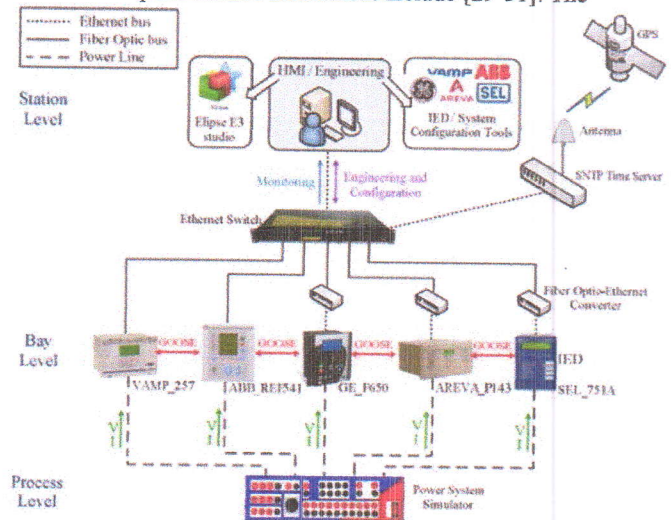 Ethernet bus
Fiber Optic bus
Power Line
GPS
Station
Level
HMI / Engineering
Elipse E3
studio
VAMP ABB
AREVA SEL
IED / System
Configuration Tools
Antenna
SNTP Time Server
Monitoring
Engineering and
Configuration
Ethernet Switch
Fiber Optic-Ethernet
Converter
Bay
Level
GOOSE GOOSE GOOSE GOOSE
IED
VAMP_257 ABB_REF541 GE_F650 AREVA_P143 SEL_751A
V V V V V
I I I I I
Process
Level
Power System
Simulator